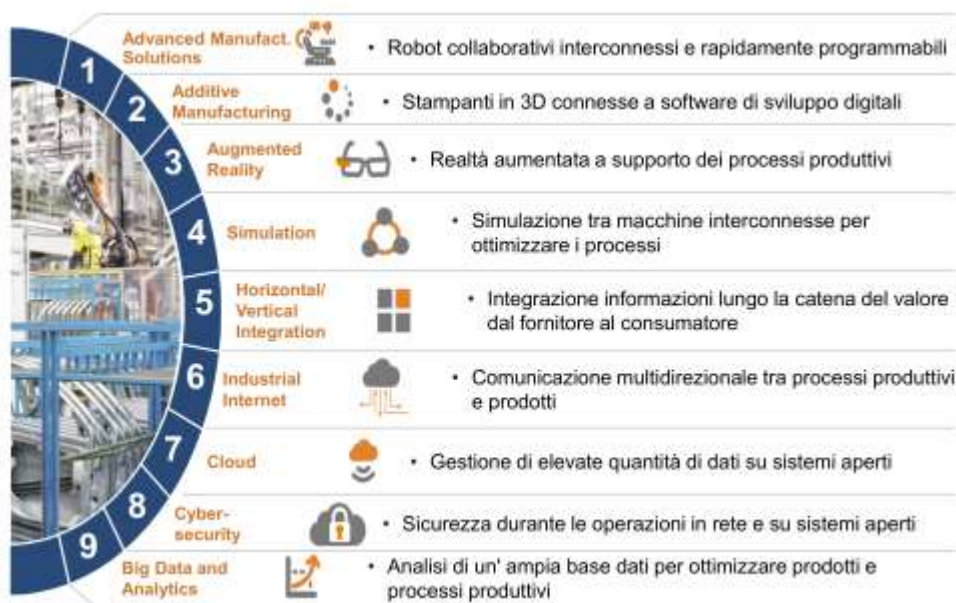 1
Advanced Manufact.
Solutions
• Robot collaborativi interconnessi e rapidamente programmabili
2
Additive
Manufacturing
• Stampanti in 3D connesse a software di sviluppo digitali
3
Augmented
Reality
• Realtà aumentata a supporto dei processi produttivi
4
Simulation
• Simulazione tra macchine interconnesse per
ottimizzare i processi
5
Horizontal/
Vertical
Integration
• Integrazione informazioni lungo la catena del valore
dal fornitore al consumatore
6
Industrial
Internet
• Comunicazione multidirezionale tra processi produttivi
e prodotti
7
Cloud
• Gestione di elevate quantità di dati su sistemi aperti
8
Cyber-
security
• Sicurezza durante le operazioni in rete e su sistemi aperti
9
Big Data and
Analytics
• Analisi di un' ampia base dati per ottimizzare prodotti e
processi produttivi